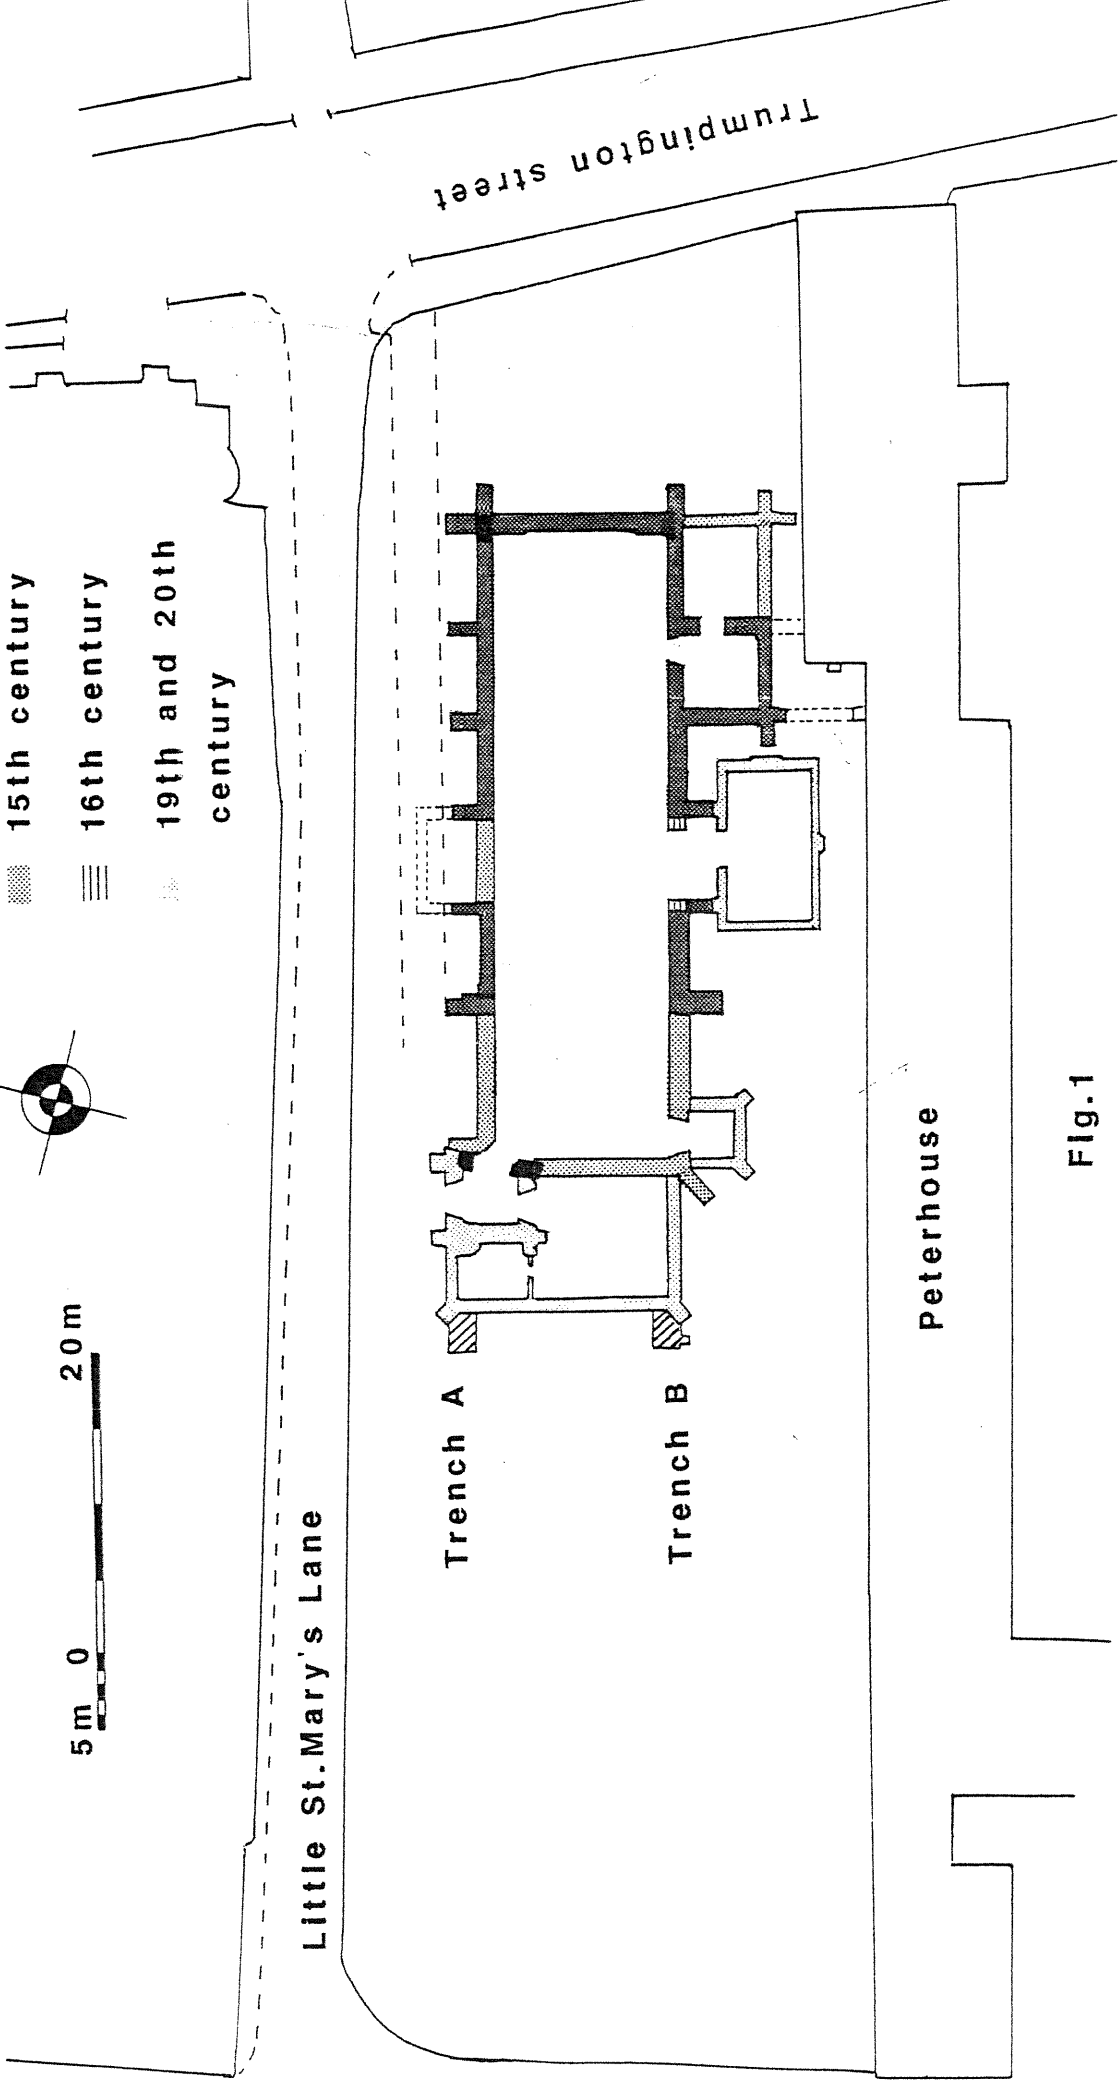 15th century
16th century
19th and 20th
century
Trumpington street
20m
5m 0
Little St.Mary's Lane
Trench A
Trench B
Peterhouse
FIg.1